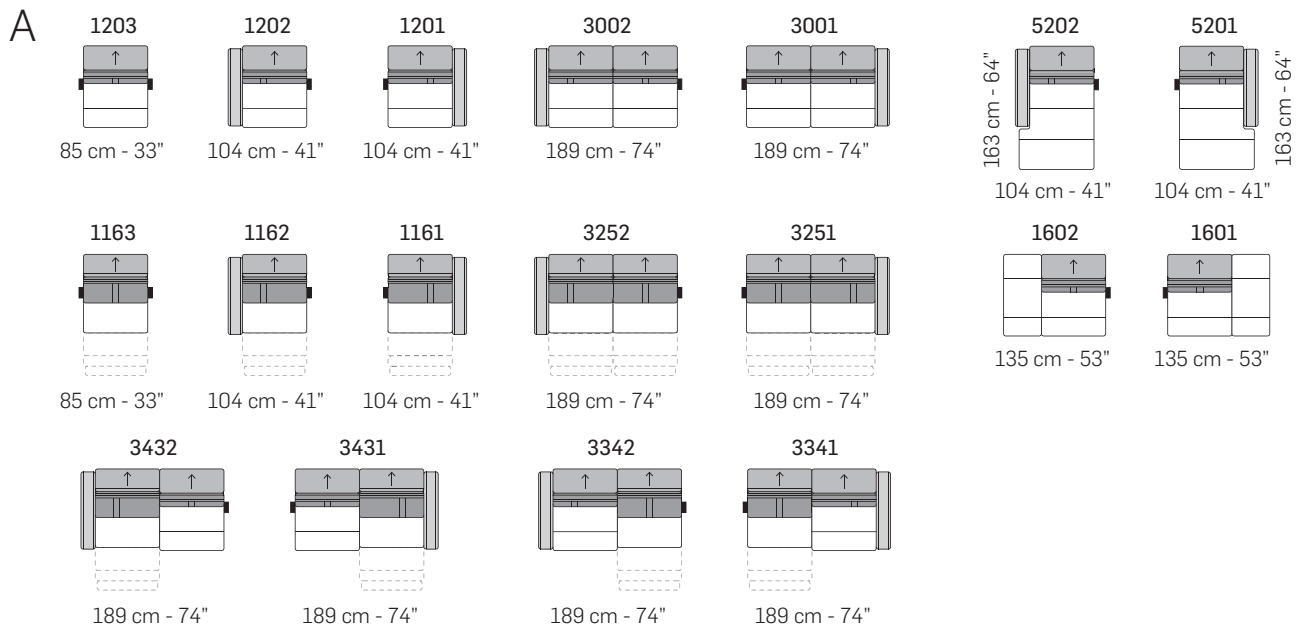 A
1203 1202 1201 3002 3001 5202 5201
163 cm - 64” 163 cm - 64”
85 cm - 33” 104 cm - 41” 104 cm - 41” 189 cm - 74” 189 cm - 74”
104 cm - 41” 104 cm - 41”
1163 1162 1161 3252 3251 1602 1601
135 cm - 53” 135 cm - 53”
85 cm - 33” 104 cm - 41” 104 cm - 41” 189 cm - 74” 189 cm - 74”
3432 3431 3342 3341
189 cm - 74” 189 cm - 74” 189 cm - 74” 189 cm - 74”